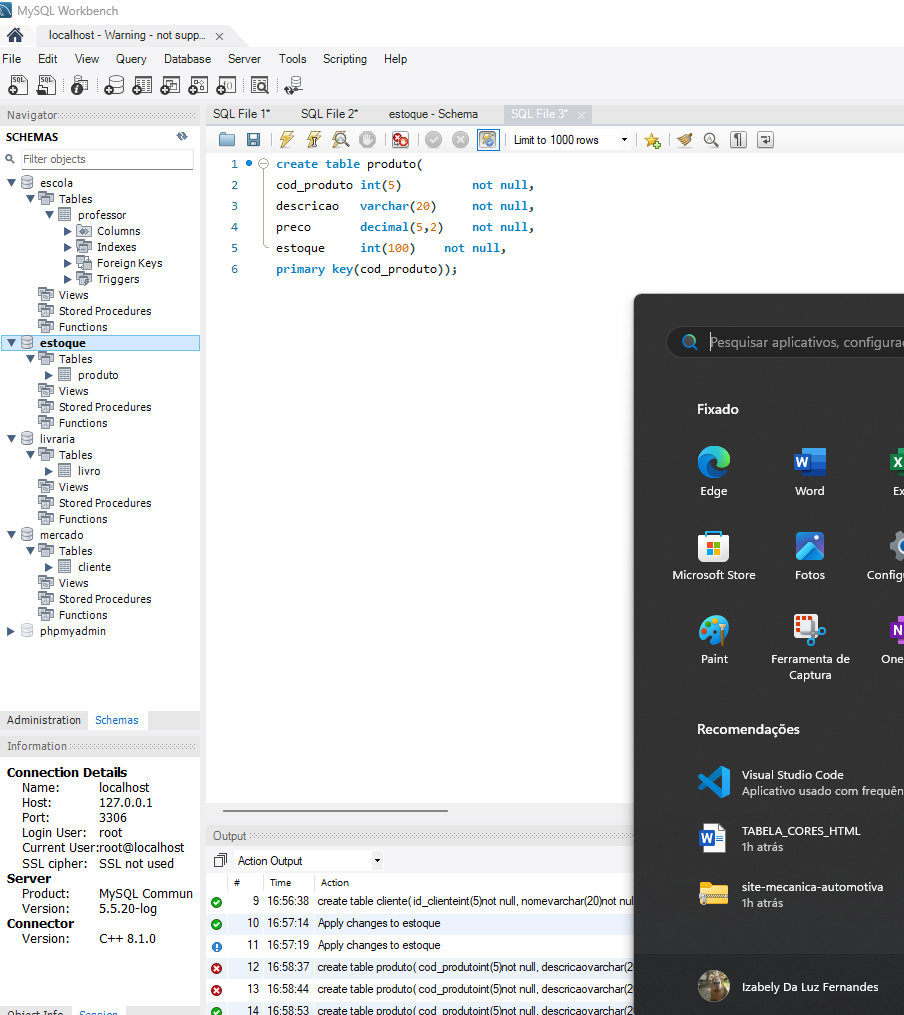 MySQL Workbench
localhost - Warning - not supp...
File Edit View Query Database Server Tools Scripting Help
Navigator
SCHEMAS
Filter objects
escola
Tables
professor
Columns
Indexes
Foreign Keys
Triggers
Views
Stored Procedures
Functions
estoque
Tables
produto
Views
Stored Procedures
Functions
livraria
Tables
livro
Views
Stored Procedures
Functions
mercado
Tables
cliente
Views
Stored Procedures
Functions
phpmyadmin
Administration Schemas
Information
Connection Details
Name: localhost
Host: 127.0.0.1
Port: 3306
Login User: root
Current User:root@localhost
SSL cipher: SSL not used
Server
Product: MySQL Commun
Version: 5.5.20-log
Connector
Version: C++ 8.1.0
Object Info Session
SQL File 1* SQL File 2* estoque - Schema SQL File 3*
Limit to 1000 rows
1 create table produto(
2 cod_produto int(5) not null,
3 descricao varchar(20) not null,
4 preco decimal(5,2) not null,
5 estoque int(100) not null,
6 primary key(cod_produto));
Output
Action Output
# Time Action
9 16:56:38 create table cliente( id_clienteint(5)not null, nomevarchar(20)not nul
10 16:57:14 Apply changes to estoque
11 16:57:19 Apply changes to estoque
12 16:58:37 create table produto( cod_produtoint(5)not null, descricaovarchar(2
13 16:58:44 create table produto( cod_produtoint(5)not null, descricaovarchar(2
14 16:58:53 create table produto( cod_produtoint(5)not null, descricaovarchar(2
Pesquisar aplicativos, configuraç
Fixado
Edge Word Ex
Microsoft Store Fotos Configu
Paint Ferramenta de Captura One
Recomendações
Visual Studio Code
Aplicativo usado com frequên
TABELA_CORES_HTML
1h atrás
site-mecanica-automotiva
1h atrás
Izabely Da Luz Fernandes